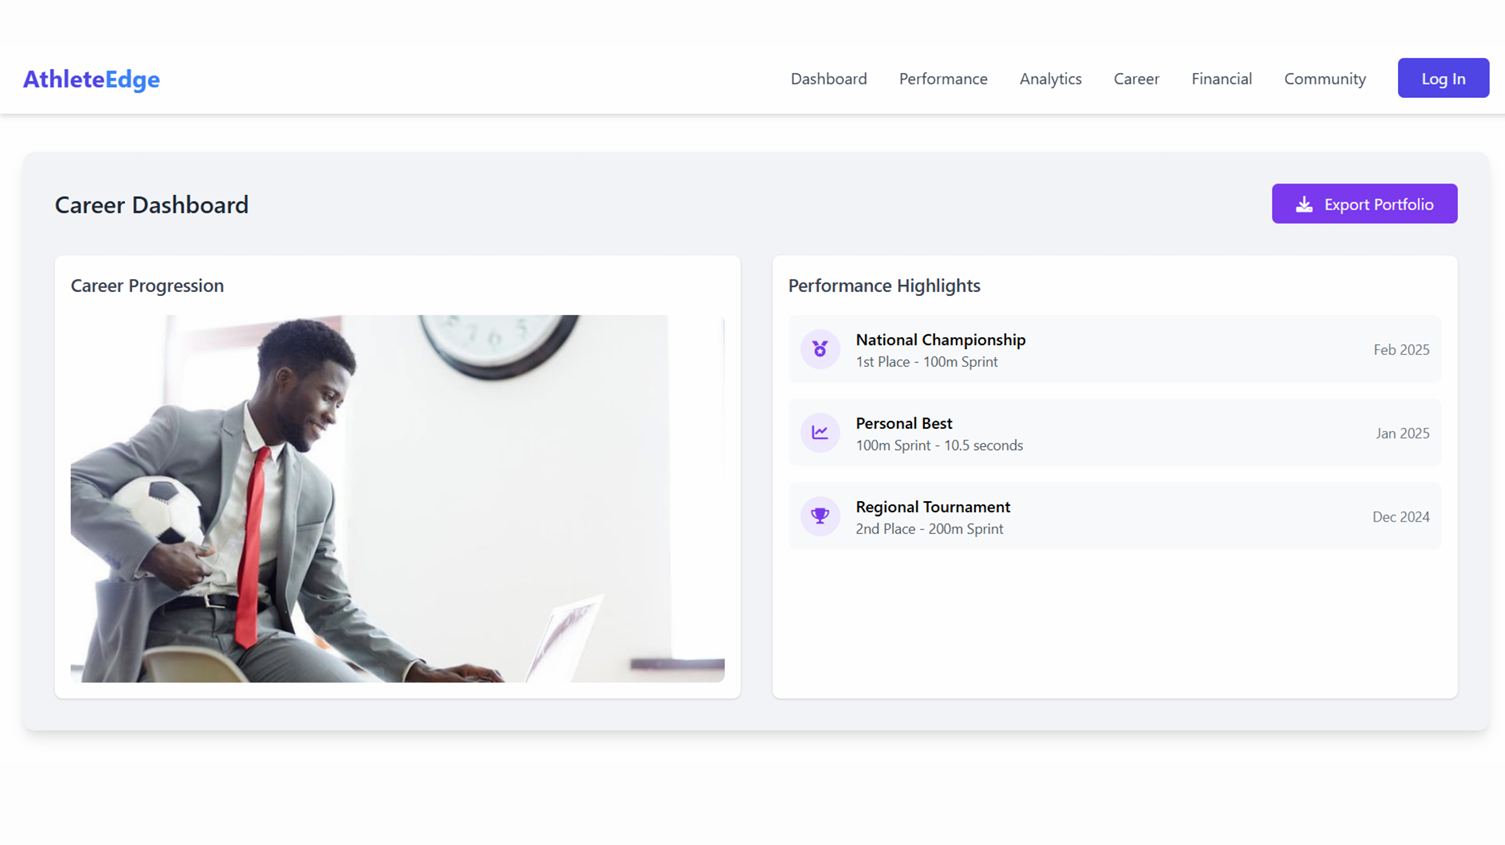 AthleteEdge
Dashboard Performance Analytics Career Financial Community Log In
Career Dashboard
Export Portfolio
Career Progression
Performance Highlights
National Championship
1st Place - 100m Sprint
Feb 2025
Personal Best
100m Sprint - 10.5 seconds
Jan 2025
Regional Tournament
2nd Place - 200m Sprint
Dec 2024